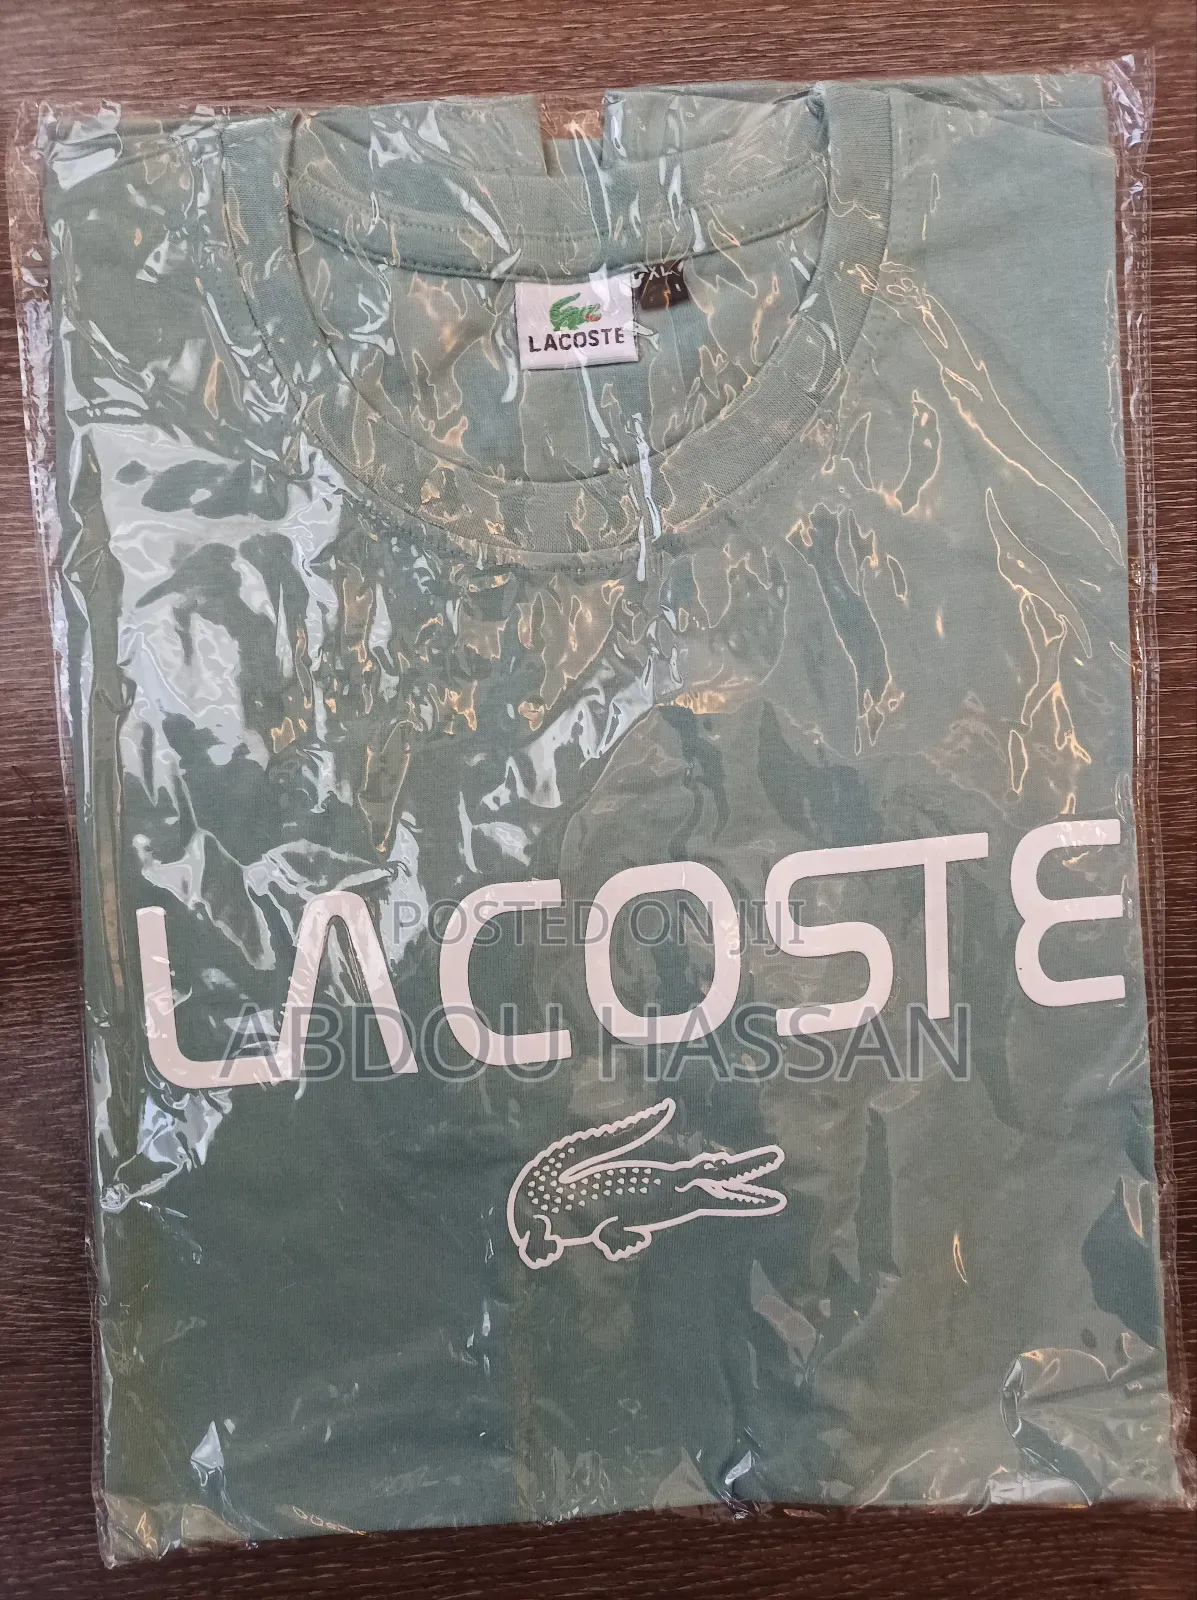 XL
LACOSTE
LACOSTE
POSTED ON JIJI
ABDOU HASSAN